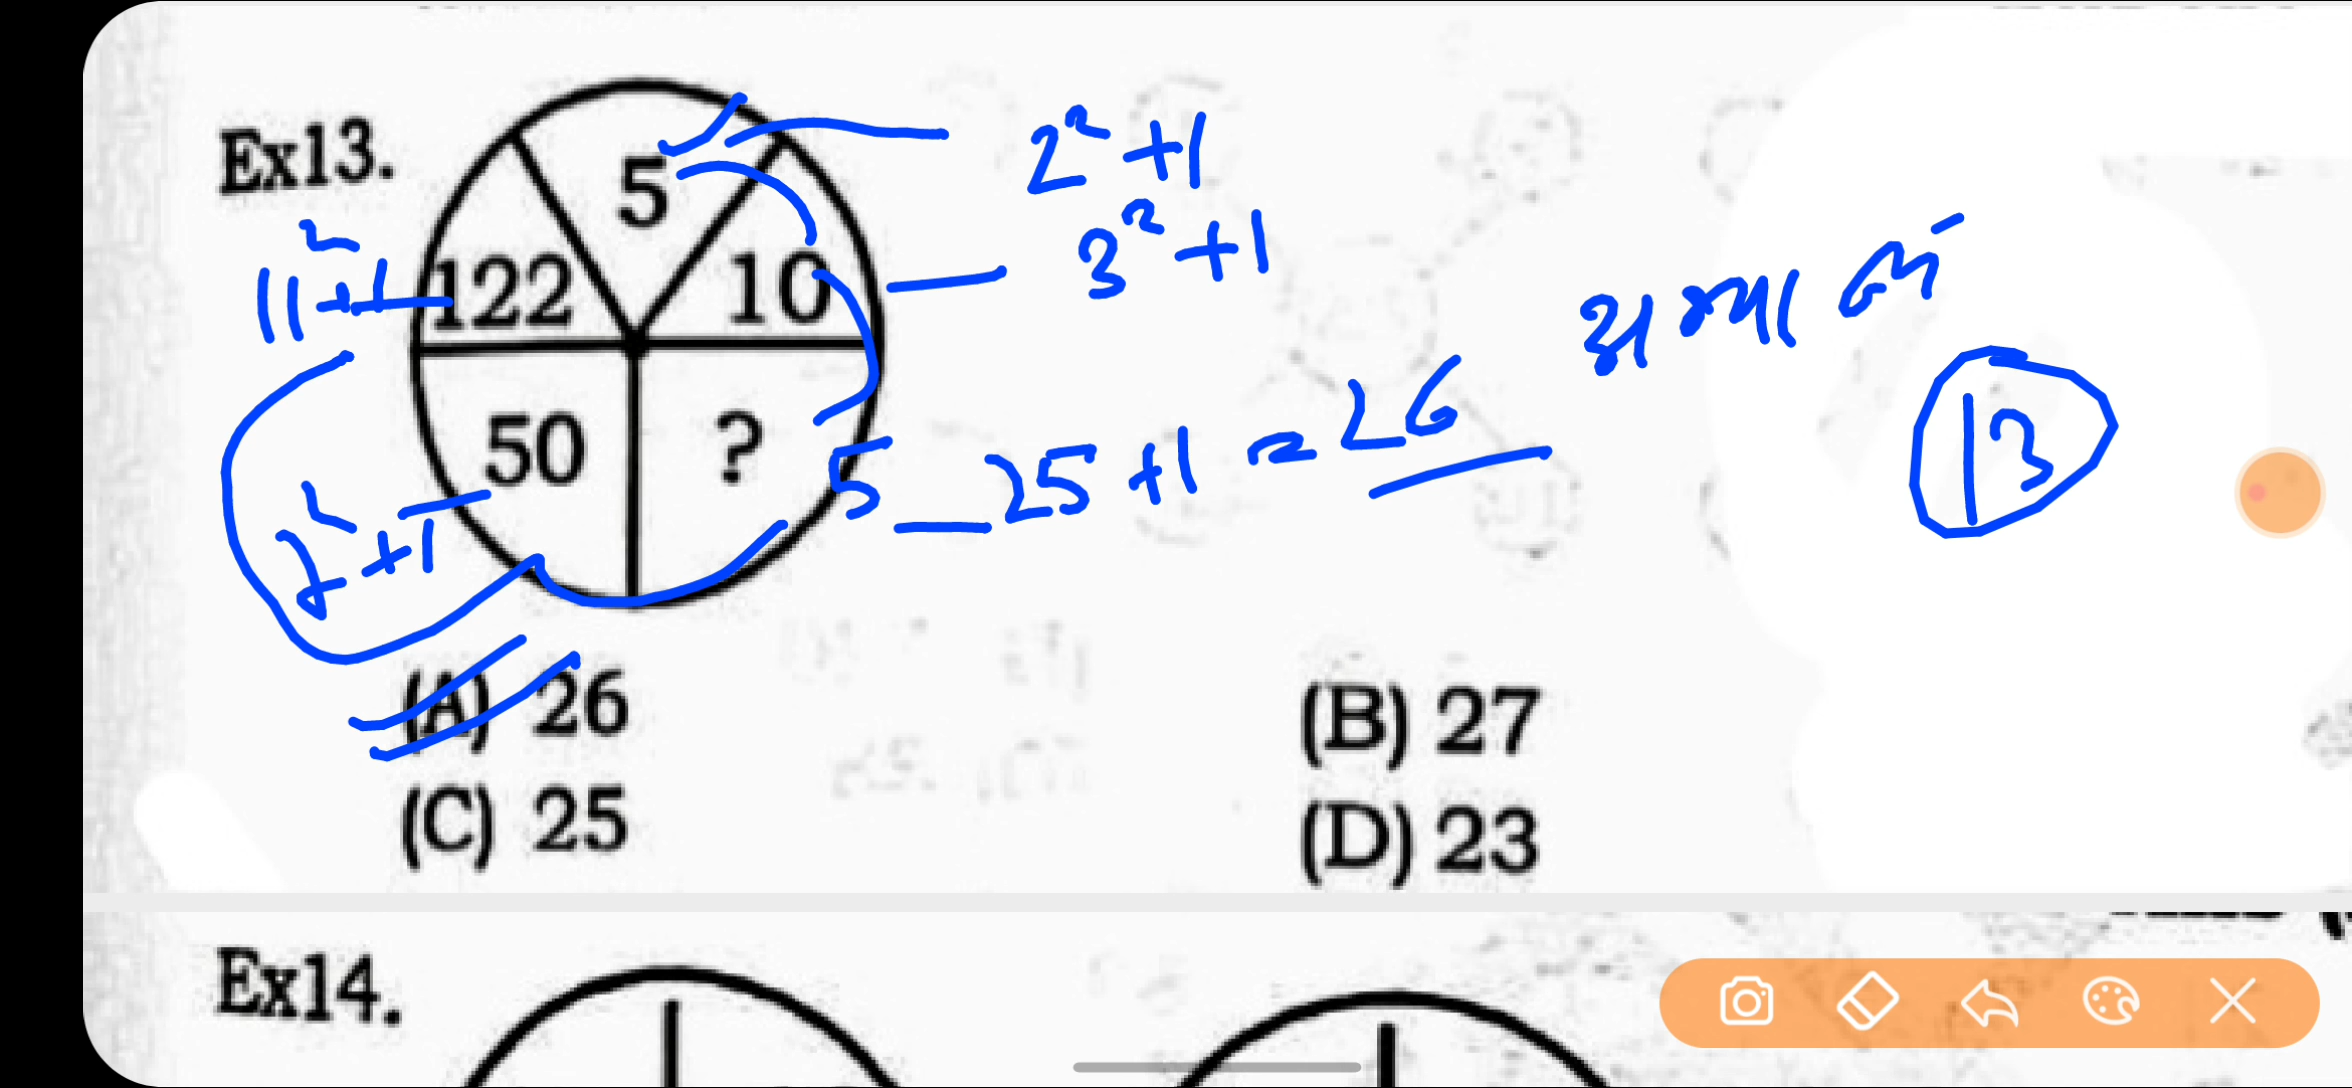 Ex13.
5
2² +1
3² +1
11² +1
122
10
50
?
5 25 +1 = 26
7² +1
13
(A) 26
(B) 27
(C) 25
(D) 23
Ex14.